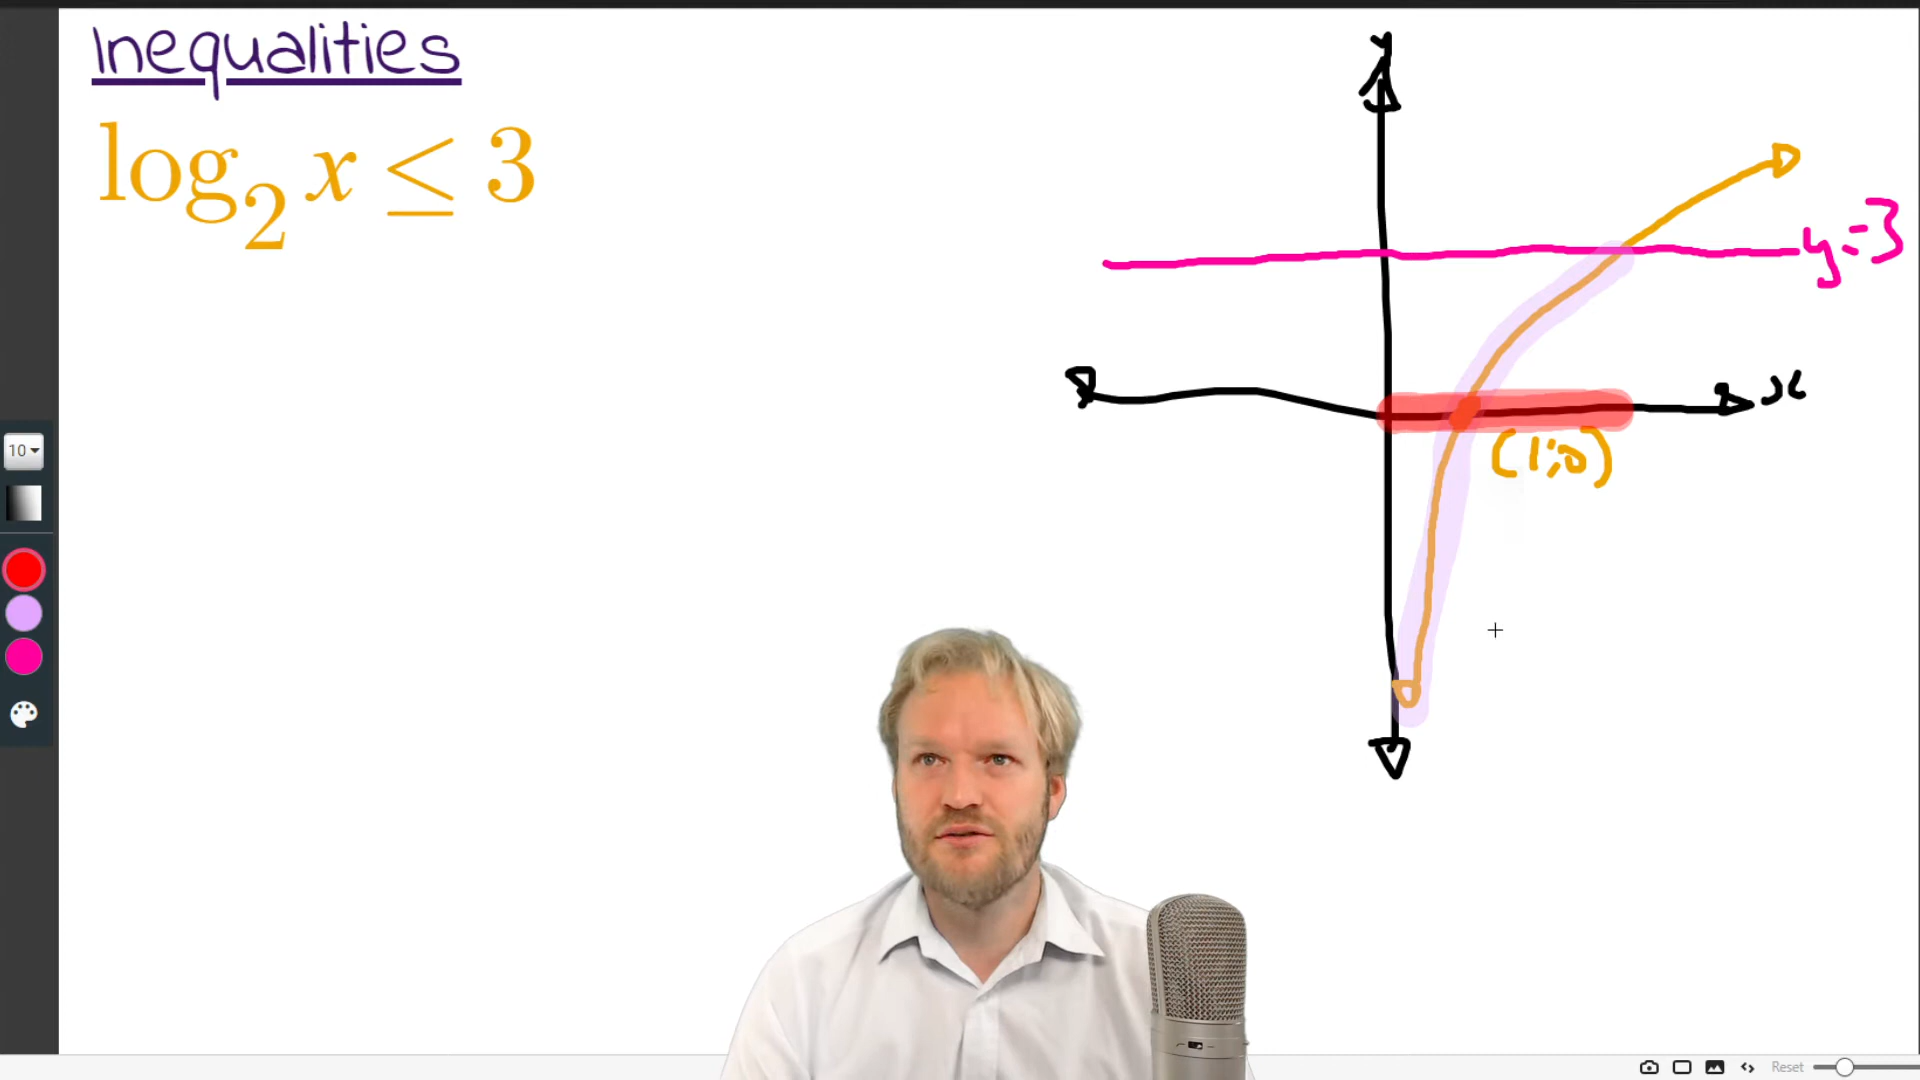 Inequalities
log₂ x ≤ 3
y
y=3
x
(1;0)
10
Reset